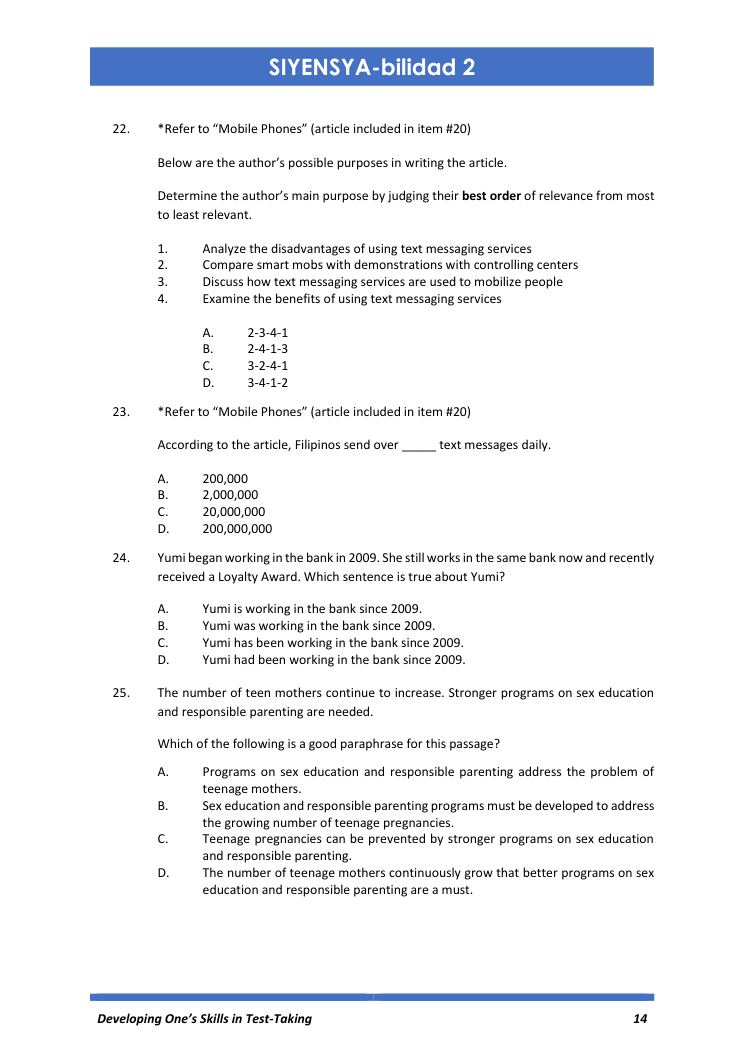 SIYENSYA-bilidad 2
22. *Refer to “Mobile Phones” (article included in item #20)
Below are the author’s possible purposes in writing the article.
Determine the author’s main purpose by judging their best order of relevance from most
to least relevant.
1. Analyze the disadvantages of using text messaging services
2. Compare smart mobs with demonstrations with controlling centers
3. Discuss how text messaging services are used to mobilize people
4. Examine the benefits of using text messaging services
A. 2-3-4-1
B. 2-4-1-3
C. 3-2-4-1
D. 3-4-1-2
23. *Refer to “Mobile Phones” (article included in item #20)
According to the article, Filipinos send over _____ text messages daily.
A. 200,000
B. 2,000,000
C. 20,000,000
D. 200,000,000
24. Yumi began working in the bank in 2009. She still works in the same bank now and recently
received a Loyalty Award. Which sentence is true about Yumi?
A. Yumi is working in the bank since 2009.
B. Yumi was working in the bank since 2009.
C. Yumi has been working in the bank since 2009.
D. Yumi had been working in the bank since 2009.
25. The number of teen mothers continue to increase. Stronger programs on sex education
and responsible parenting are needed.
Which of the following is a good paraphrase for this passage?
A. Programs on sex education and responsible parenting address the problem of
teenage mothers.
B. Sex education and responsible parenting programs must be developed to address
the growing number of teenage pregnancies.
C. Teenage pregnancies can be prevented by stronger programs on sex education
and responsible parenting.
D. The number of teenage mothers continuously grow that better programs on sex
education and responsible parenting are a must.
Developing One’s Skills in Test-Taking 14